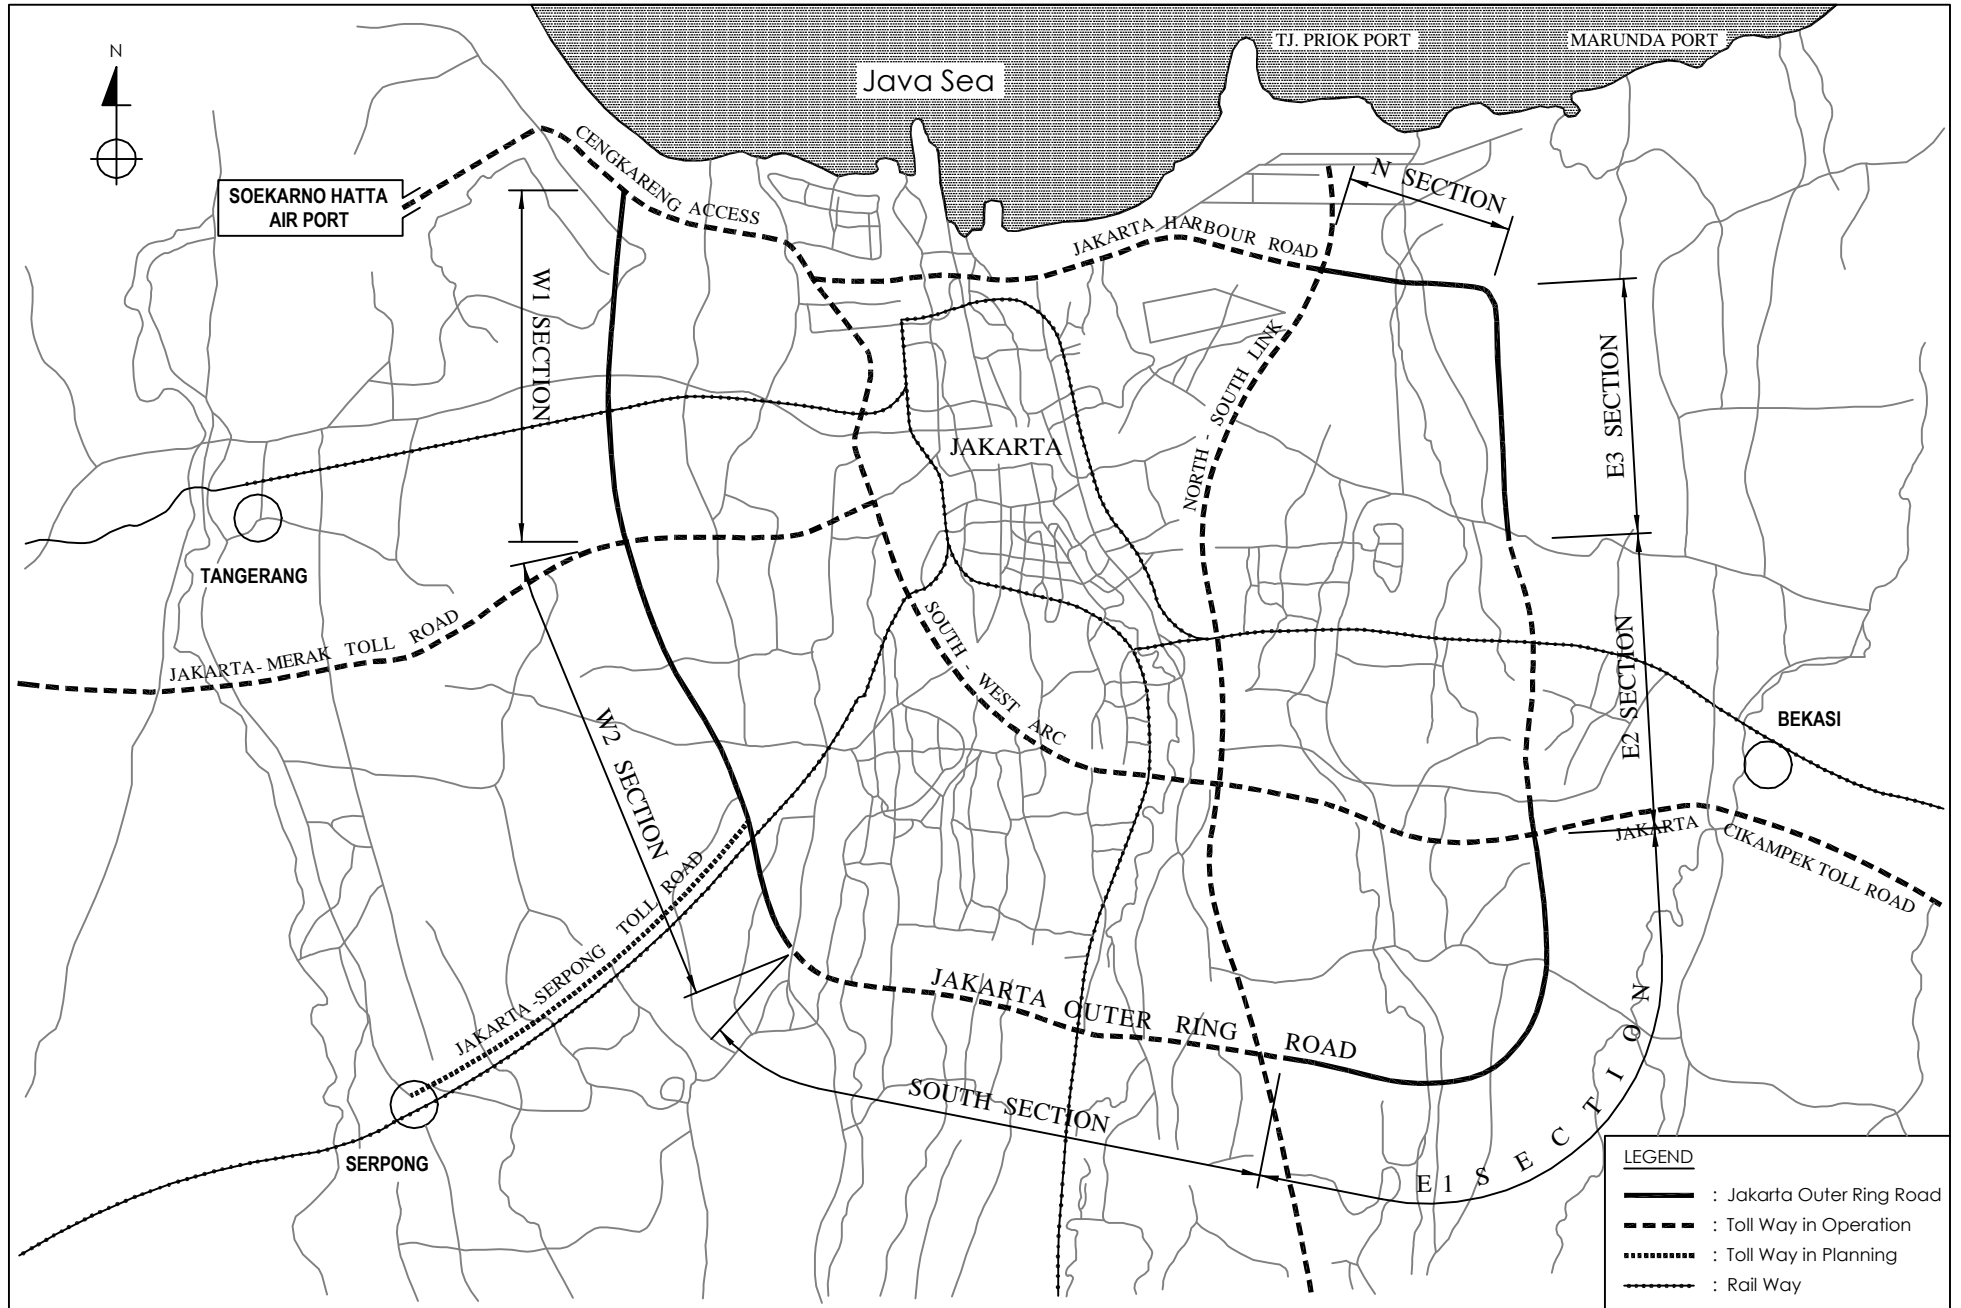 TJ. PRIOK PORT
MARUNDA PORT
N
Java Sea
CENGKARENG ACCESS
SOEKARNO HATTA
AIR PORT
N SECTION
JAKARTA HARBOUR ROAD
W1 SECTION
NORTH - SOUTH LINK
E3 SECTION
JAKARTA
TANGERANG
JAKARTA - MERAK TOLL ROAD
SOUTH - WEST ARC
E2 SECTION
BEKASI
W2 SECTION
JAKARTA CIKAMPEK TOLL ROAD
JAKARTA -SERPONG TOLL ROAD
JAKARTA OUTER RING ROAD
SOUTH SECTION
E1 SECTION
SERPONG
LEGEND
: Jakarta Outer Ring Road
: Toll Way in Operation
: Toll Way in Planning
: Rail Way